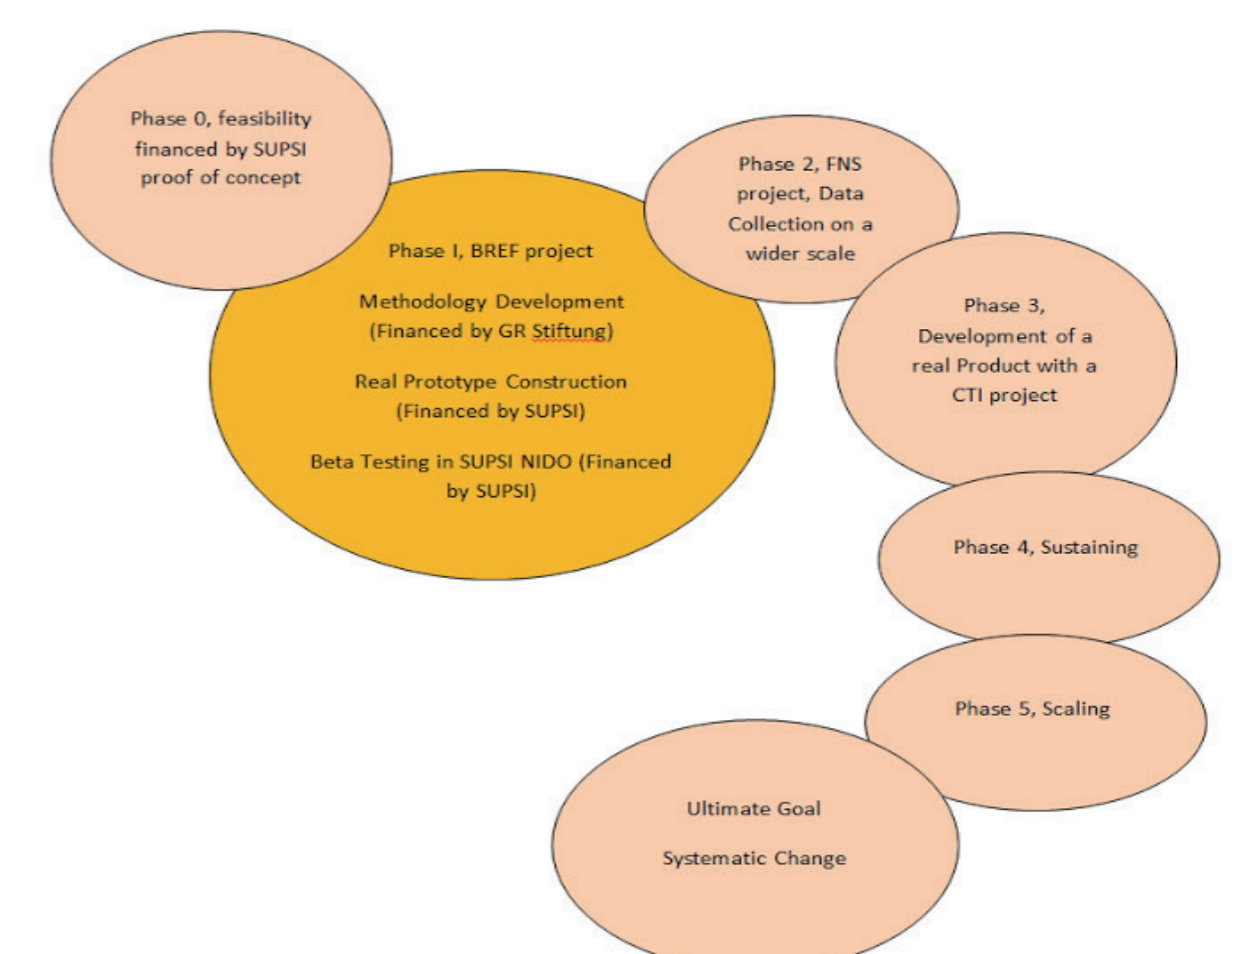 Phase 0, feasibility
financed by SUPSI
proof of concept
Phase I, BREF project
Methodology Development
(Financed by GR Stiftung)
Real Prototype Construction
(Financed by SUPSI)
Beta Testing in SUPSI NIDO (Financed
by SUPSI)
Phase 2, FNS
project, Data
Collection on a
wider scale
Phase 3,
Development of a
real Product with a
CTI project
Phase 4, Sustaining
Phase 5, Scaling
Ultimate Goal
Systematic Change